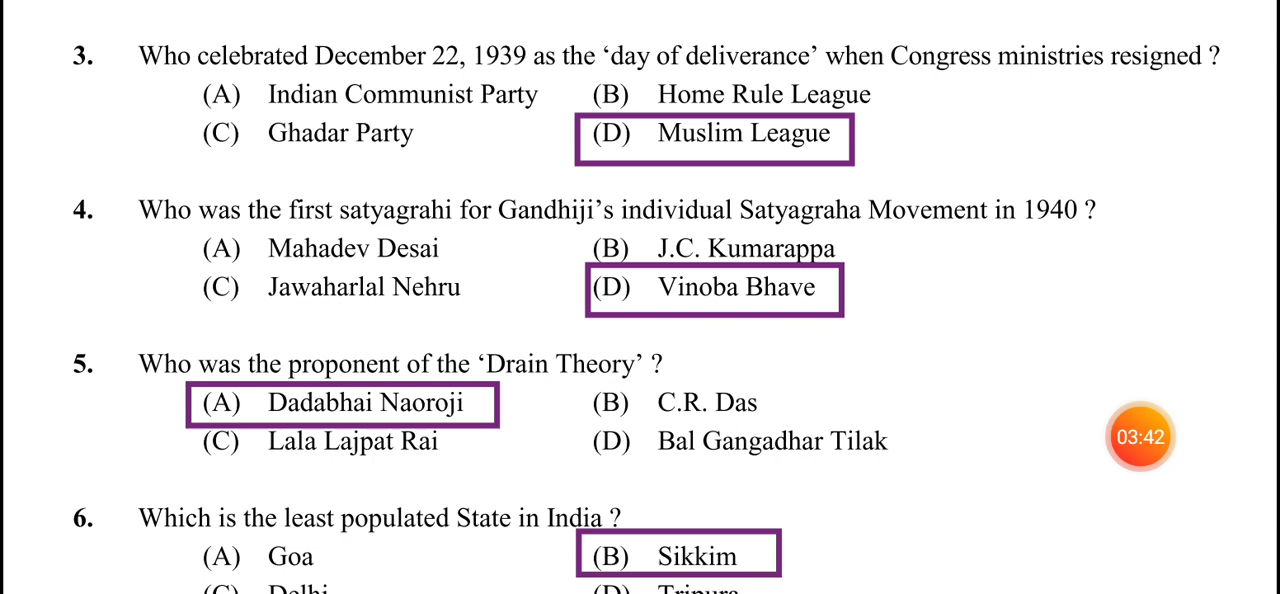 3. Who celebrated December 22, 1939 as the ‘day of deliverance’ when Congress ministries resigned ?
(A) Indian Communist Party (B) Home Rule League
(C) Ghadar Party (D) Muslim League
4. Who was the first satyagrahi for Gandhiji’s individual Satyagraha Movement in 1940 ?
(A) Mahadev Desai (B) J.C. Kumarappa
(C) Jawaharlal Nehru (D) Vinoba Bhave
5. Who was the proponent of the ‘Drain Theory’ ?
(A) Dadabhai Naoroji (B) C.R. Das
(C) Lala Lajpat Rai (D) Bal Gangadhar Tilak
03:42
6. Which is the least populated State in India ?
(A) Goa (B) Sikkim
(C) Delhi (D) Tripura